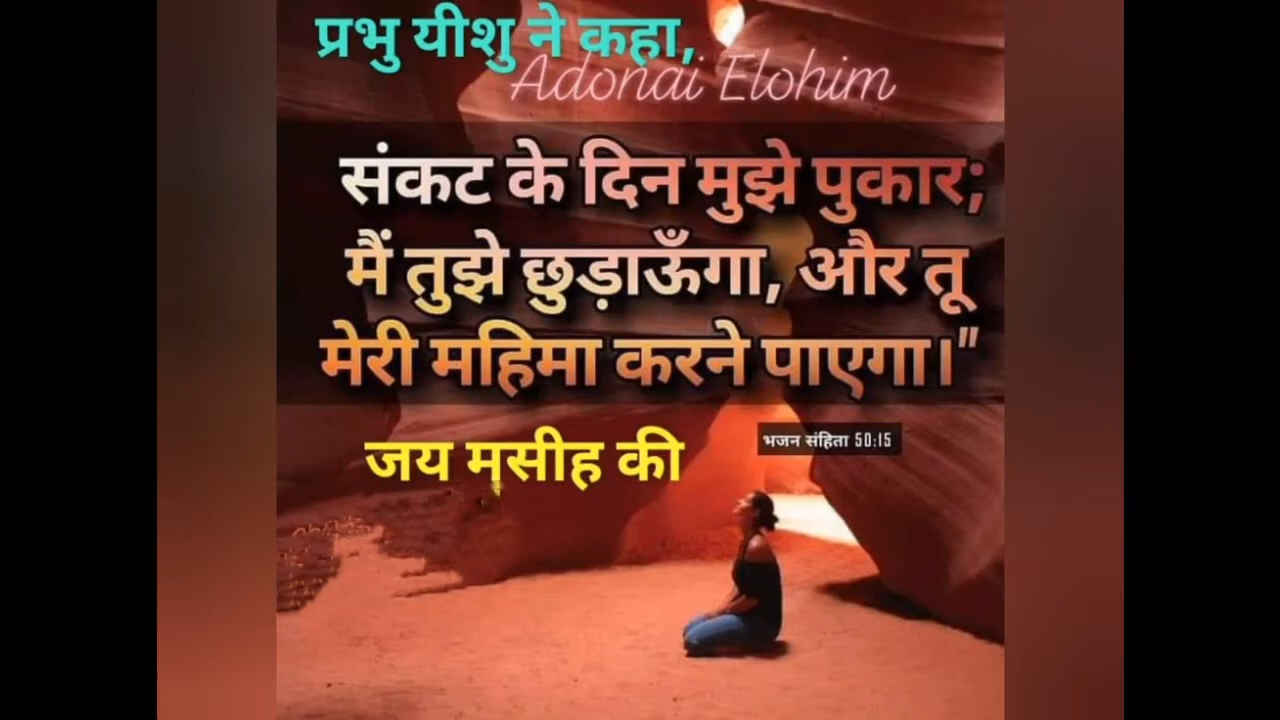 प्रभु यीशु ने कहा,
Adonai Elohim
संकट के दिन मुझे पुकार;
मैं तुझे छुड़ाऊँगा, और तू
मेरी महिमा करने पाएगा।"
भजन संहिता 50:15
जय मसीह की